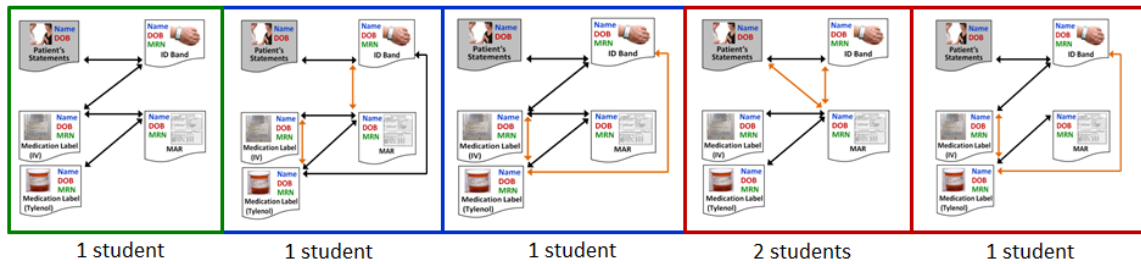 Name
DOB
Patient's
Statements
Name
DOB
MRN
ID Band
Name
DOB
MRN
Medication Label
(IV)
Name
DOB
MRN
MAR
Name
DOB
MRN
Medication Label
(Tylenol)
1 student
Name
DOB
Patient's
Statements
Name
DOB
MRN
ID Band
Name
DOB
MRN
Medication Label
(IV)
Name
DOB
MRN
MAR
Name
DOB
MRN
Medication Label
(Tylenol)
1 student
Name
DOB
Patient's
Statements
Name
DOB
MRN
ID Band
Name
DOB
MRN
Medication Label
(IV)
Name
DOB
MRN
MAR
Name
DOB
MRN
Medication Label
(Tylenol)
1 student
Name
DOB
Patient's
Statements
Name
DOB
MRN
ID Band
Name
DOB
MRN
Medication Label
(IV)
Name
DOB
MRN
MAR
Name
DOB
MRN
Medication Label
(Tylenol)
2 students
Name
DOB
Patient's
Statements
Name
DOB
MRN
ID Band
Name
DOB
MRN
Medication Label
(IV)
Name
DOB
MRN
MAR
Name
DOB
MRN
Medication Label
(Tylenol)
1 student